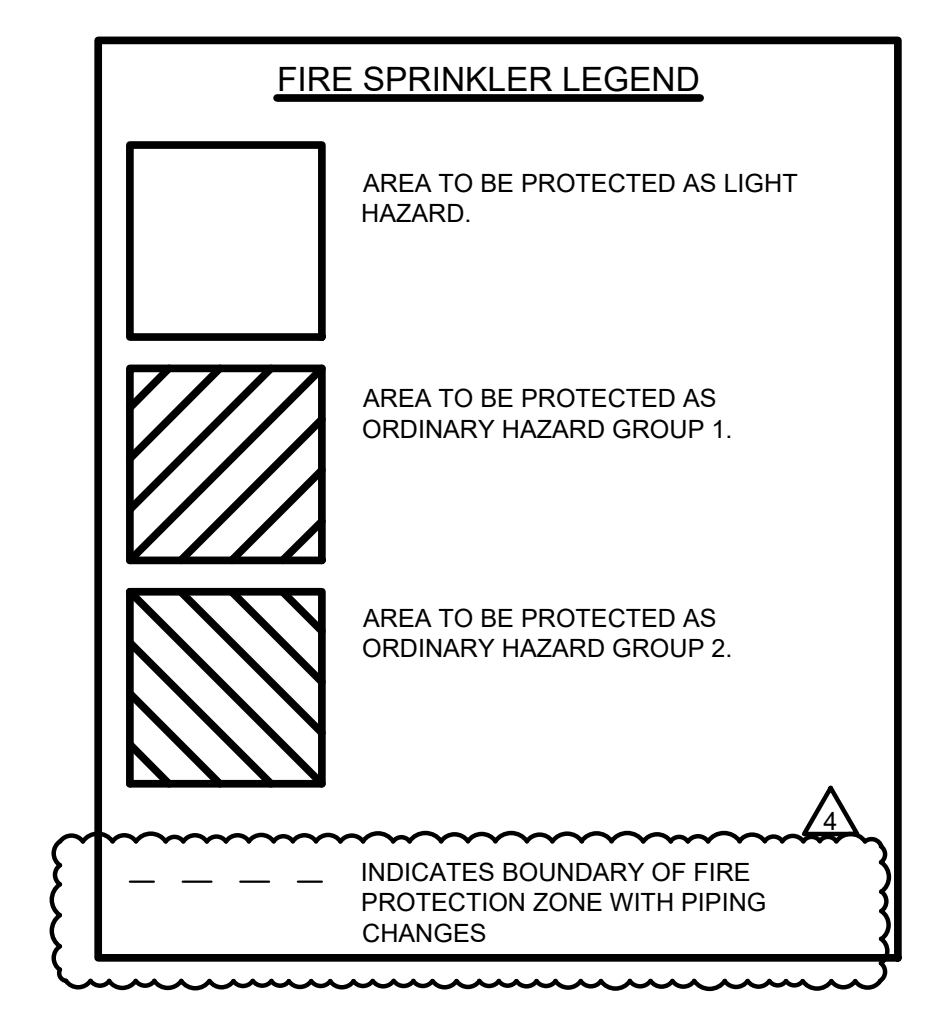 FIRE SPRINKLER LEGEND
AREA TO BE PROTECTED AS LIGHT
HAZARD.
AREA TO BE PROTECTED AS
ORDINARY HAZARD GROUP 1.
AREA TO BE PROTECTED AS
ORDINARY HAZARD GROUP 2.
4
INDICATES BOUNDARY OF FIRE
PROTECTION ZONE WITH PIPING
CHANGES